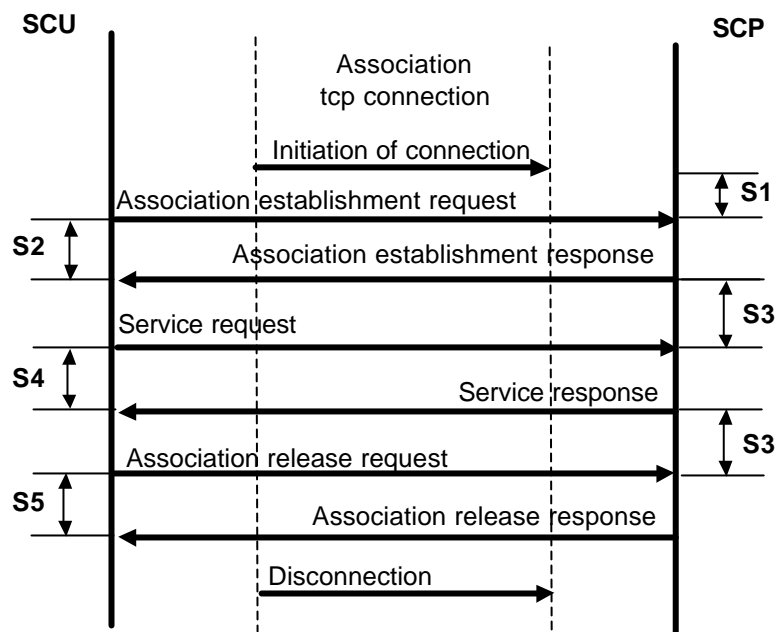 SCU
SCP
Association
tcp connection
Initiation of connection
S1
Association establishment request
S2
Association establishment response
S3
Service request
S4
Service response
S3
Association release request
S5
Association release response
Disconnection